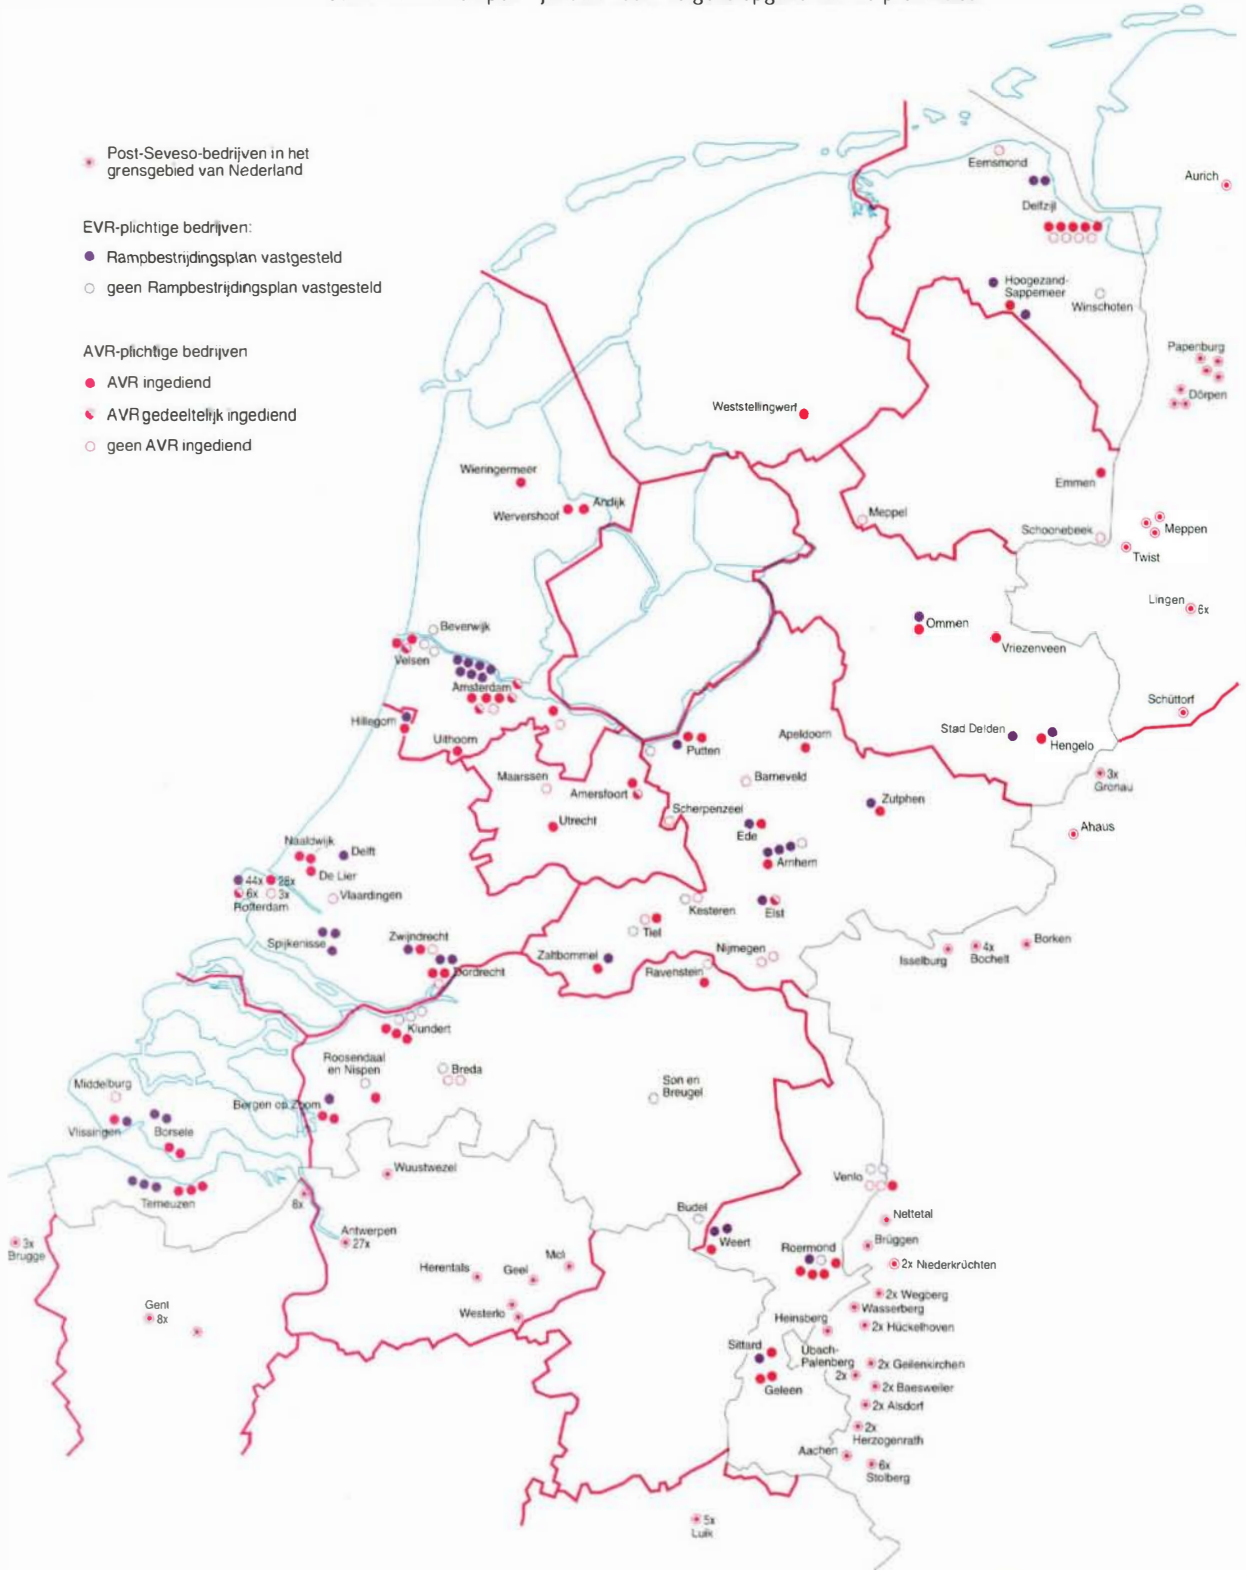 Post-Seveso-bedrijven in het
grensgebied van Nederland
EVR-plichtige bedrijven:
Rampbestrijdingsplan vastgesteld
geen Rampbestrijdingsplan vastgesteld
AVR-plichtige bedrijven
AVR ingediend
AVR gedeeltelijk ingediend
geen AVR ingediend
Eemsmond
Aurich
Delfzijl
Hoogezand-
Sappemeer
Winschoten
Papenburg
Dörpen
Weststellingwerf
Wieringermeer
Emmen
Andijk
Wervershoof
Meppel
Schoonebeek
Meppen
Twist
Lingen
6x
Ommen
Beverwijk
Vriezenveen
Velsen
Amsterdam
Schüttorf
Hillegom
Stad Delden
Uithoorn
Apeldoorn
Hengelo
Putten
Maarssen
Barneveld
3x
Gronau
Amersfoort
Scherpenzeel
Zutphen
Utrecht
Ahaus
Ede
Naaldwijk
Delft
Arnhem
De Lier
44x
28x
6x
3x
Rotterdam
Vlaardingen
Kesteren
Elst
Tiel
Zwijndrecht
Spijkenisse
Nijmegen
Borken
4x
Isselburg
Bochelt
Zaltbommel
Dordrecht
Ravenstein
Klundert
Roosendaal
en Nispen
Breda
Middelburg
Son en
Breugel
Bergen op Zoom
Vlissingen
Borsele
Wuustwezel
Venlo
Terneuzen
8x
Budel
Nettetal
Antwerpen
27x
3x
Brugge
Weert
Brüggen
Roermond
Mol
2x Niederkrüchten
Herentals
Geel
2x Wegberg
Gent
8x
Wasserberg
Westerlo
Heinsberg
2x Hückelhoven
Sittard
Übach-
Palenberg
2x
2x Geilenkirchen
Geleen
2x Baesweiler
2x Alsdorf
2x
Herzogenrath
Aachen
6x
Stolberg
5x
Luik